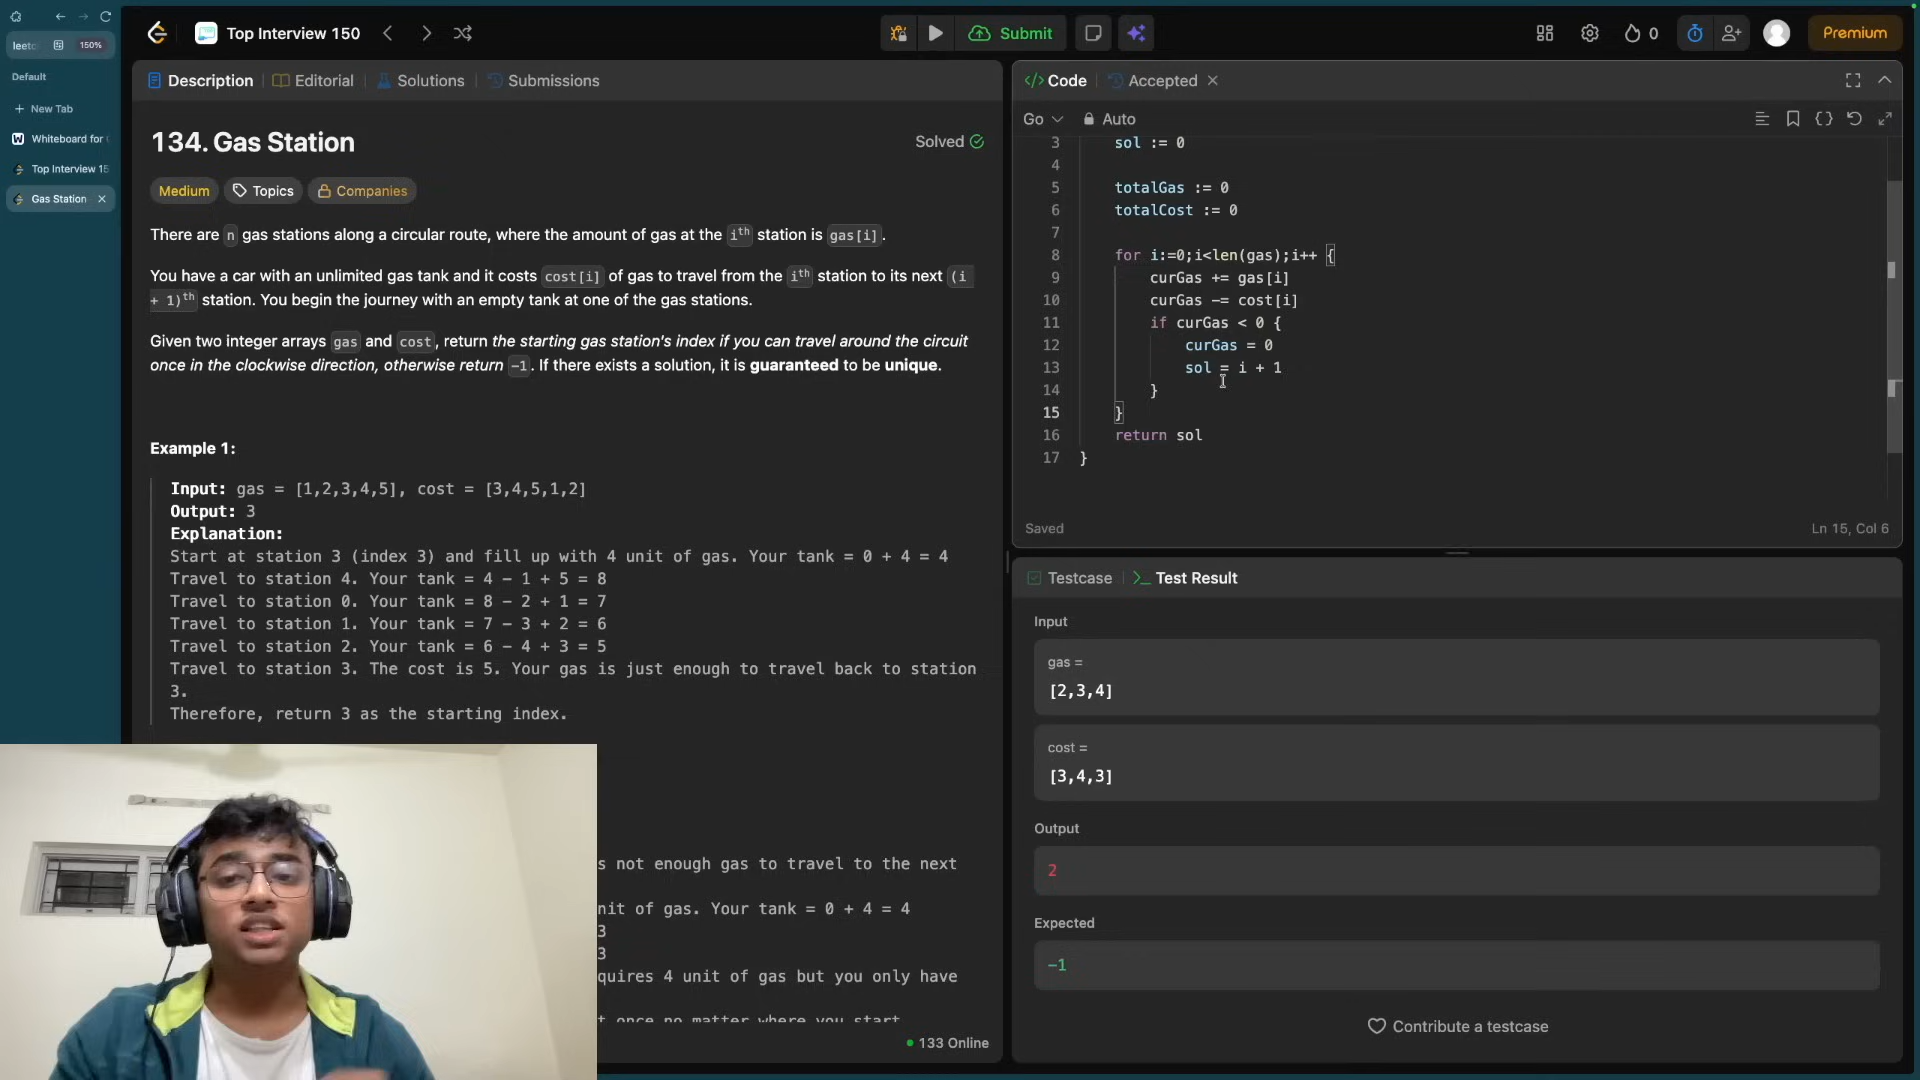 leetc
150%
Default
New Tab
Whiteboard for
Top Interview 15
Gas Station
Top Interview 150
Submit
0
Premium
Description
Editorial
Solutions
Submissions
134. Gas Station
Solved
Medium
Topics
Companies
There are n gas stations along a circular route, where the amount of gas at the ith station is gas[i].
You have a car with an unlimited gas tank and it costs cost[i] of gas to travel from the ith station to its next (i
+ 1)th station. You begin the journey with an empty tank at one of the gas stations.
Given two integer arrays gas and cost, return the starting gas station's index if you can travel around the circuit
once in the clockwise direction, otherwise return -1. If there exists a solution, it is guaranteed to be unique.
Example 1:
Input: gas = [1,2,3,4,5], cost = [3,4,5,1,2]
Output: 3
Explanation:
Start at station 3 (index 3) and fill up with 4 unit of gas. Your tank = 0 + 4 = 4
Travel to station 4. Your tank = 4 - 1 + 5 = 8
Travel to station 0. Your tank = 8 - 2 + 1 = 7
Travel to station 1. Your tank = 7 - 3 + 2 = 6
Travel to station 2. Your tank = 6 - 4 + 3 = 5
Travel to station 3. The cost is 5. Your gas is just enough to travel back to station
3.
Therefore, return 3 as the starting index.
s not enough gas to travel to the next
nit of gas. Your tank = 0 + 4 = 4
3
3
quires 4 unit of gas but you only have
t once no matter where you start
133 Online
Code
Accepted
Go
Auto
3 sol := 0
4
5 totalGas := 0
6 totalCost := 0
7
8 for i:=0;i<len(gas);i++ {
9 curGas += gas[i]
10 curGas -= cost[i]
11 if curGas < 0 {
12 curGas = 0
13 sol = i + 1
14 }
15 }
16 return sol
17 }
Saved
Ln 15, Col 6
Testcase
Test Result
Input
gas =
[2,3,4]
cost =
[3,4,3]
Output
2
Expected
-1
Contribute a testcase